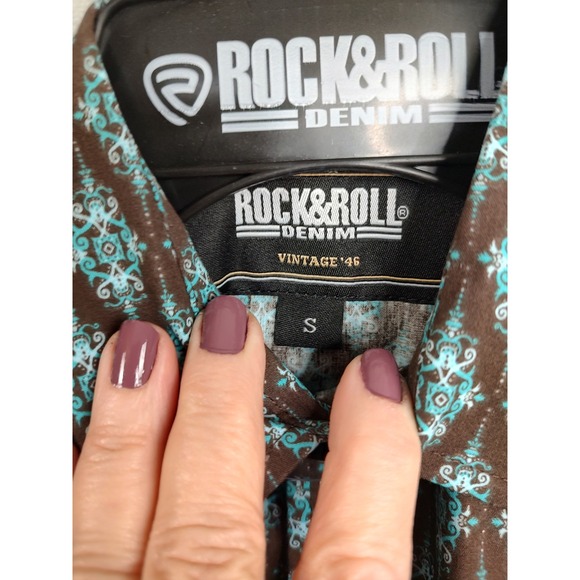 ROCK&ROLL
DENIM
ROCK&ROLL®
DENIM
VINTAGE '46
S